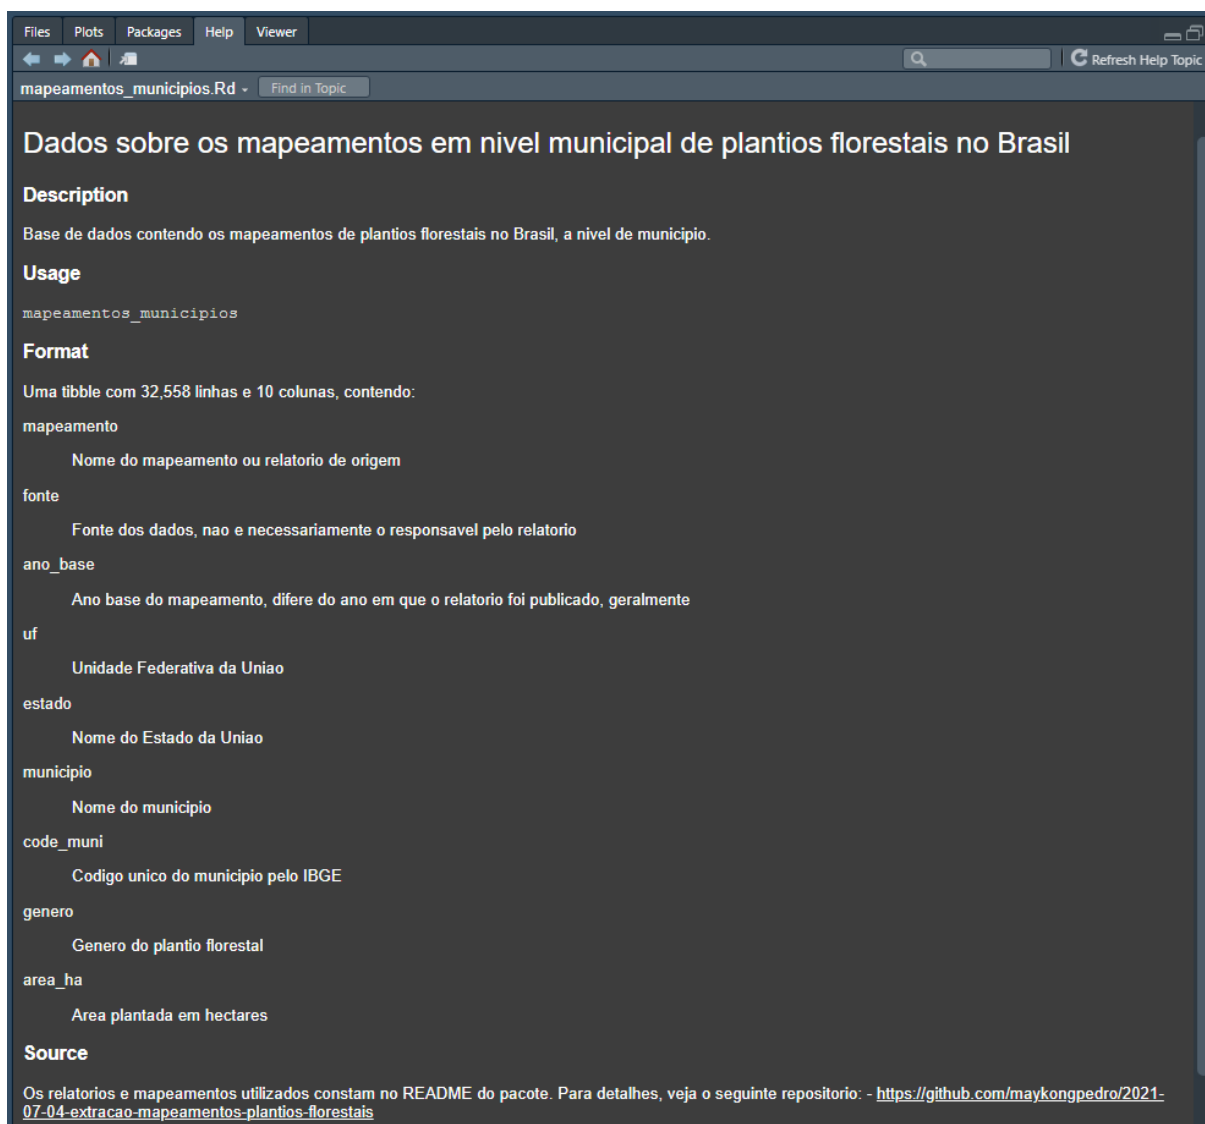 Files Plots Packages Help Viewer
Refresh Help Topic
mapeamentos_municipios.Rd Find in Topic
Dados sobre os mapeamentos em nivel municipal de plantios florestais no Brasil
Description
Base de dados contendo os mapeamentos de plantios florestais no Brasil, a nivel de municipio.
Usage
mapeamentos_municipios
Format
Uma tibble com 32,558 linhas e 10 colunas, contendo:
mapeamento
Nome do mapeamento ou relatorio de origem
fonte
Fonte dos dados, nao e necessariamente o responsavel pelo relatorio
ano_base
Ano base do mapeamento, difere do ano em que o relatorio foi publicado, geralmente
uf
Unidade Federativa da Uniao
estado
Nome do Estado da Uniao
municipio
Nome do municipio
code_muni
Codigo unico do municipio pelo IBGE
genero
Genero do plantio florestal
area_ha
Area plantada em hectares
Source
Os relatorios e mapeamentos utilizados constam no README do pacote. Para detalhes, veja o seguinte repositorio: - https://github.com/maykongpedro/2021-
07-04-extracao-mapeamentos-plantios-florestais